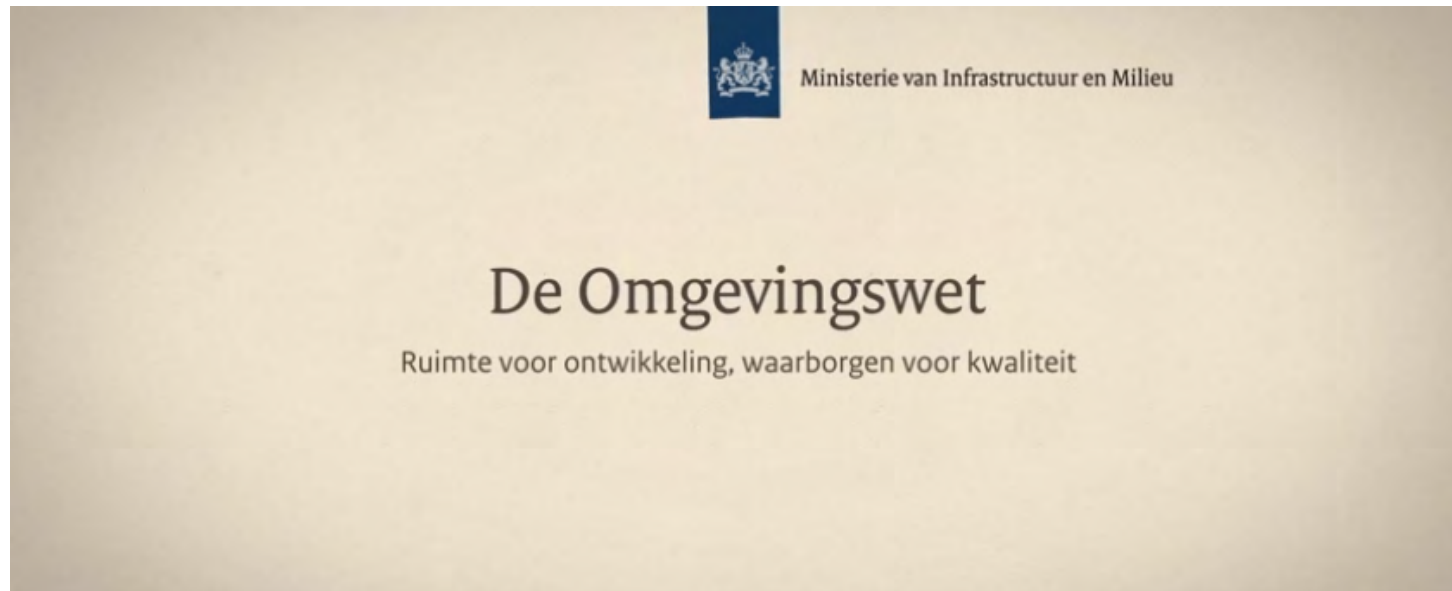 Ministerie van Infrastructuur en Milieu
De Omgevingswet
Ruimte voor ontwikkeling, waarborgen voor kwaliteit